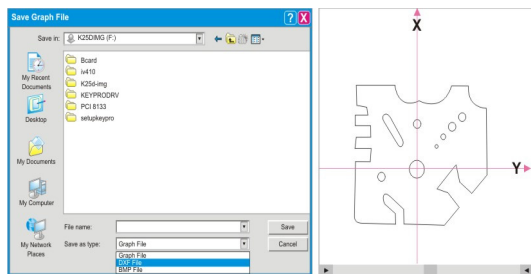 Save Graph File
Save in:
K25DIMG (F:)
My Recent
Documents
Desktop
My Documents
My Computer
My Network
Places
Bcard
iv410
K25d-img
KEYPRODRV
PCI 8133
setupkeypro
File name:
Save
Save as type:
Graph File
Cancel
Graph File
DXF File
BMP File
X
Y